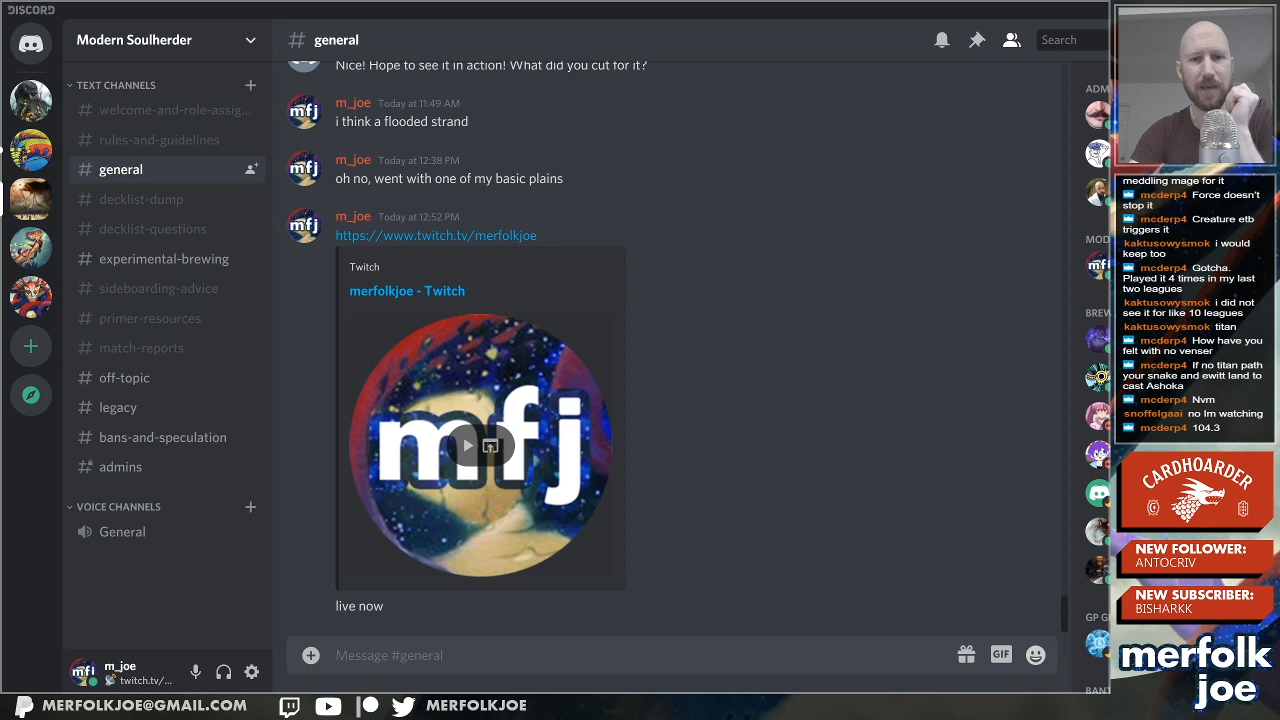 DISCORD
Modern Soulherder
TEXT CHANNELS
welcome-and-role-assig...
rules-and-guidelines
general
decklist-dump
decklist-questions
experimental-brewing
sideboarding-advice
primer-resources
match-reports
off-topic
legacy
bans-and-speculation
admins
VOICE CHANNELS
General
m_joe
twitch.tv/...
general
Search
Nice! Hope to see it in action! What did you cut for it?
m_joe Today at 11:49 AM
i think a flooded strand
m_joe Today at 12:38 PM
oh no, went with one of my basic plains
m_joe Today at 12:52 PM
https://www.twitch.tv/merfolkjoe
Twitch
merfolkjoe - Twitch
mfj
live now
Message #general
GIF
ADM
MOD
BREW
GP GP
BANT
meddling mage for it
mcderp4 Force doesn't
stop it
mcderp4 Creature etb
triggers it
kaktusowysmok i would
keep too
mcderp4 Gotcha.
Played it 4 times in my last
two leagues
kaktusowysmok i did not
see it for like 10 leagues
kaktusowysmok titan
mcderp4 How have you
felt with no venser
mcderp4 If no titan path
your snake and ewitt land to
cast Ashoka
mcderp4 Nvm
snoffelgaai no Im watching
mcderp4 104.3
CARDHOARDER
NEW FOLLOWER:
ANTOCRIV
NEW SUBSCRIBER:
BISHARKK
merfolk
joe
MERFOLKJOE@GMAIL.COM
MERFOLKJOE